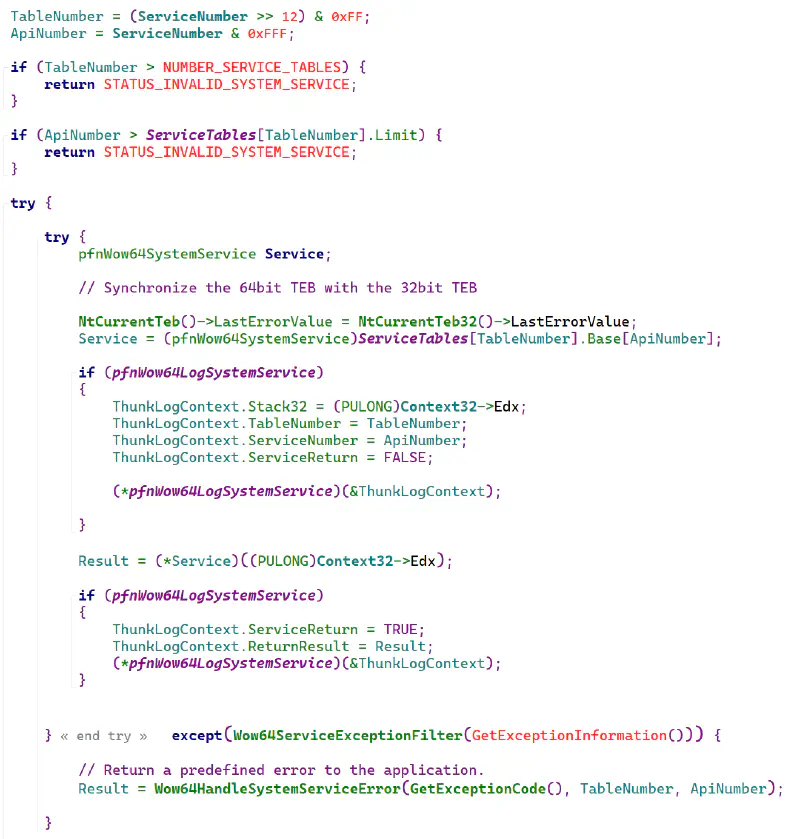 TableNumber = (ServiceNumber >> 12) & 0xFF;
ApiNumber = ServiceNumber & 0xFFF;

if (TableNumber > NUMBER_SERVICE_TABLES) {
    return STATUS_INVALID_SYSTEM_SERVICE;
}

if (ApiNumber > ServiceTables[TableNumber].Limit) {
    return STATUS_INVALID_SYSTEM_SERVICE;
}

try {

    try {
        pfnWow64SystemService Service;

        // Synchronize the 64bit TEB with the 32bit TEB

        NtCurrentTeb()->LastErrorValue = NtCurrentTeb32()->LastErrorValue;
        Service = (pfnWow64SystemService)ServiceTables[TableNumber].Base[ApiNumber];

        if (pfnWow64LogSystemService)
        {
            ThunkLogContext.Stack32 = (PULONG)Context32->Edx;
            ThunkLogContext.TableNumber = TableNumber;
            ThunkLogContext.ServiceNumber = ApiNumber;
            ThunkLogContext.ServiceReturn = FALSE;

            (*pfnWow64LogSystemService)(&ThunkLogContext);

        }

        Result = (*Service)((PULONG)Context32->Edx);

        if (pfnWow64LogSystemService)
        {
            ThunkLogContext.ServiceReturn = TRUE;
            ThunkLogContext.ReturnResult = Result;
            (*pfnWow64LogSystemService)(&ThunkLogContext);
        }


    } « end try »   except(Wow64ServiceExceptionFilter(GetExceptionInformation())) {

        // Return a predefined error to the application.
        Result = Wow64HandleSystemServiceError(GetExceptionCode(), TableNumber, ApiNumber);

    }